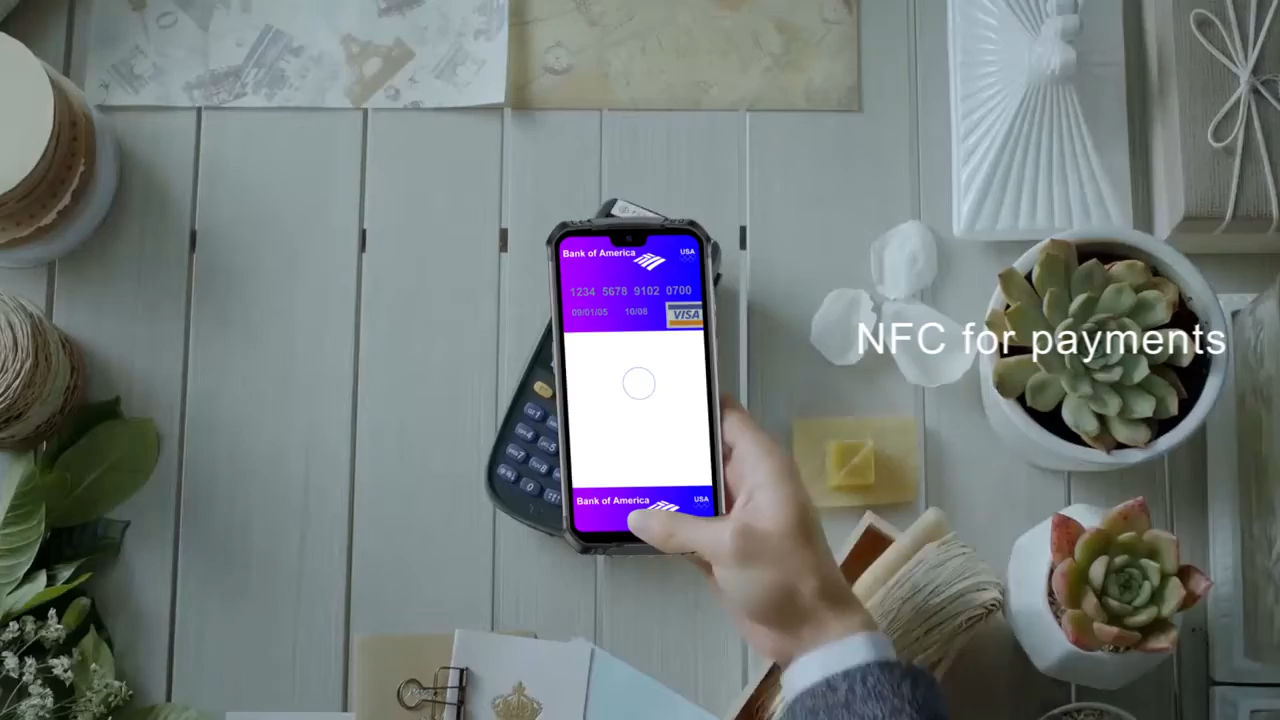 Bank of America
USA
1234 5678 9102 0700
09/01/05 10/08
VISA
NFC for payments
Bank of America
USA
0